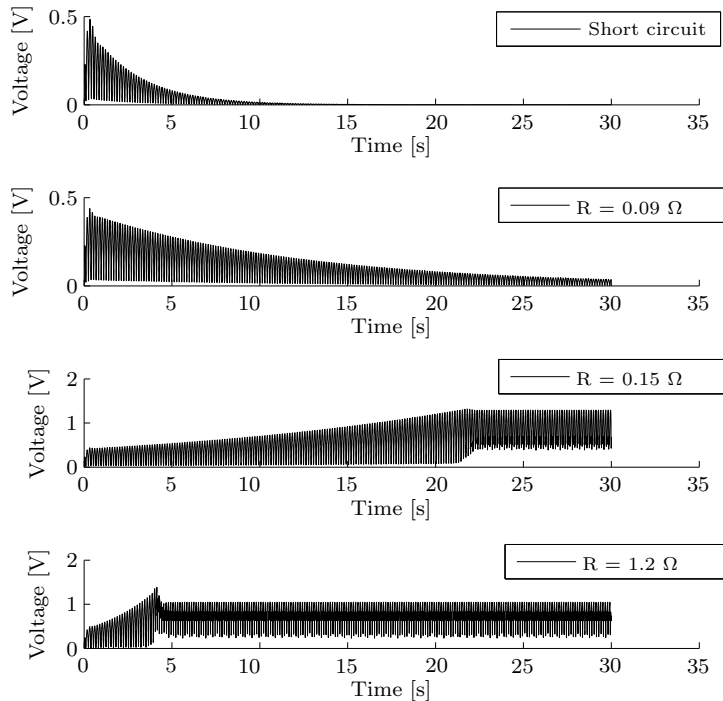 Short circuit
Voltage [V]
0.5
0
0 5 10 15 20 25 30 35
Time [s]
R = 0.09 Ω
Voltage [V]
0.5
0
0 5 10 15 20 25 30 35
Time [s]
R = 0.15 Ω
Voltage [V]
2
1
0
0 5 10 15 20 25 30 35
Time [s]
R = 1.2 Ω
Voltage [V]
2
1
0
0 5 10 15 20 25 30 35
Time [s]